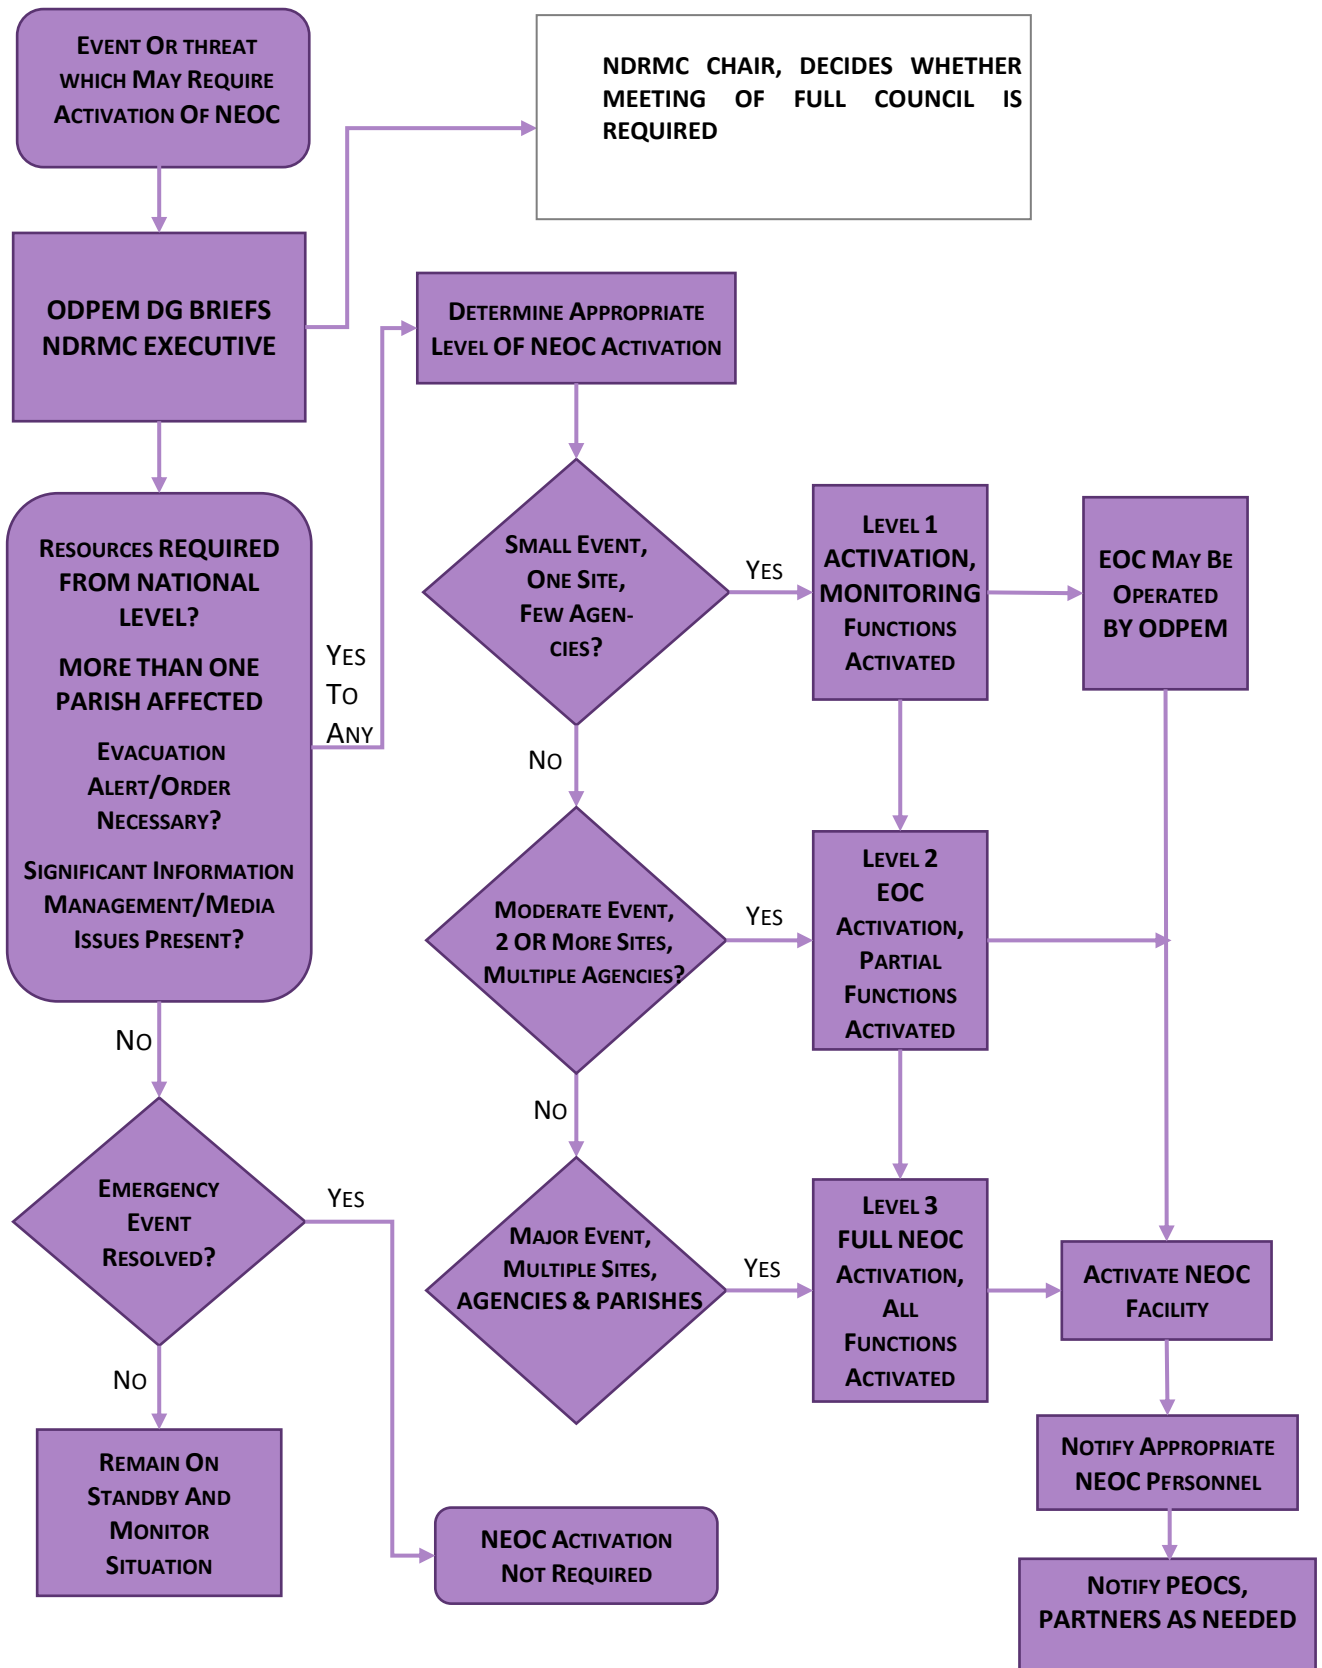 Event Or threat
which May Require
Activation Of NEOC
NDRMC CHAIR, DECIDES WHETHER
MEETING OF FULL COUNCIL IS
REQUIRED
ODPEM DG BRIEFS
NDRMC EXECUTIVE
Determine Appropriate
Level OF NEOC Activation
Resources REQUIRED
FROM NATIONAL
LEVEL?
MORE THAN ONE
PARISH AFFECTED
Evacuation
Alert/Order
Necessary?
Significant Information
Management/Media
Issues Present?
Yes
To
Any
Small Event,
One Site,
Few Agen-
cies?
Yes
Level 1
ACTIVATION,
MONITORING
Functions
Activated
EOC May Be
Operated
BY ODPEM
No
Moderate Event,
2 OR More Sites,
Multiple Agencies?
Yes
Level 2
EOC
Activation,
Partial
Functions
Activated
No
Major Event,
Multiple Sites,
AGENCIES & PARISHES
Yes
Level 3
FULL NEOC
Activation,
All
Functions
Activated
Activate NEOC
Facility
Notify Appropriate
NEOC Personnel
Notify PEOCS,
PARTNERS AS NEEDED
No
Emergency
Event
Resolved?
Yes
NEOC Activation
Not Required
No
Remain On
Standby And
Monitor
Situation